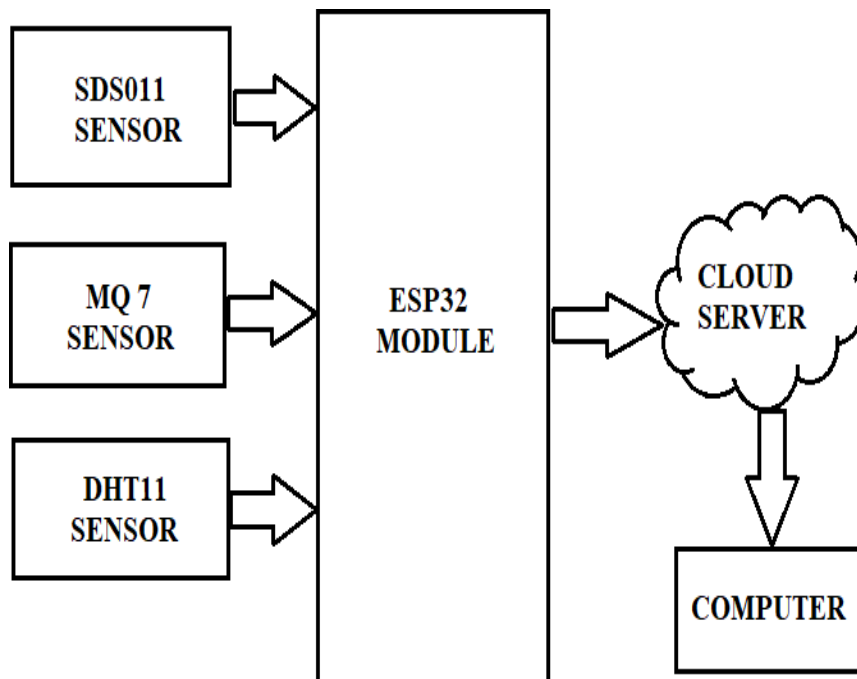 SDS011
SENSOR
MQ 7
SENSOR
DHT11
SENSOR
ESP32
MODULE
CLOUD
SERVER
COMPUTER